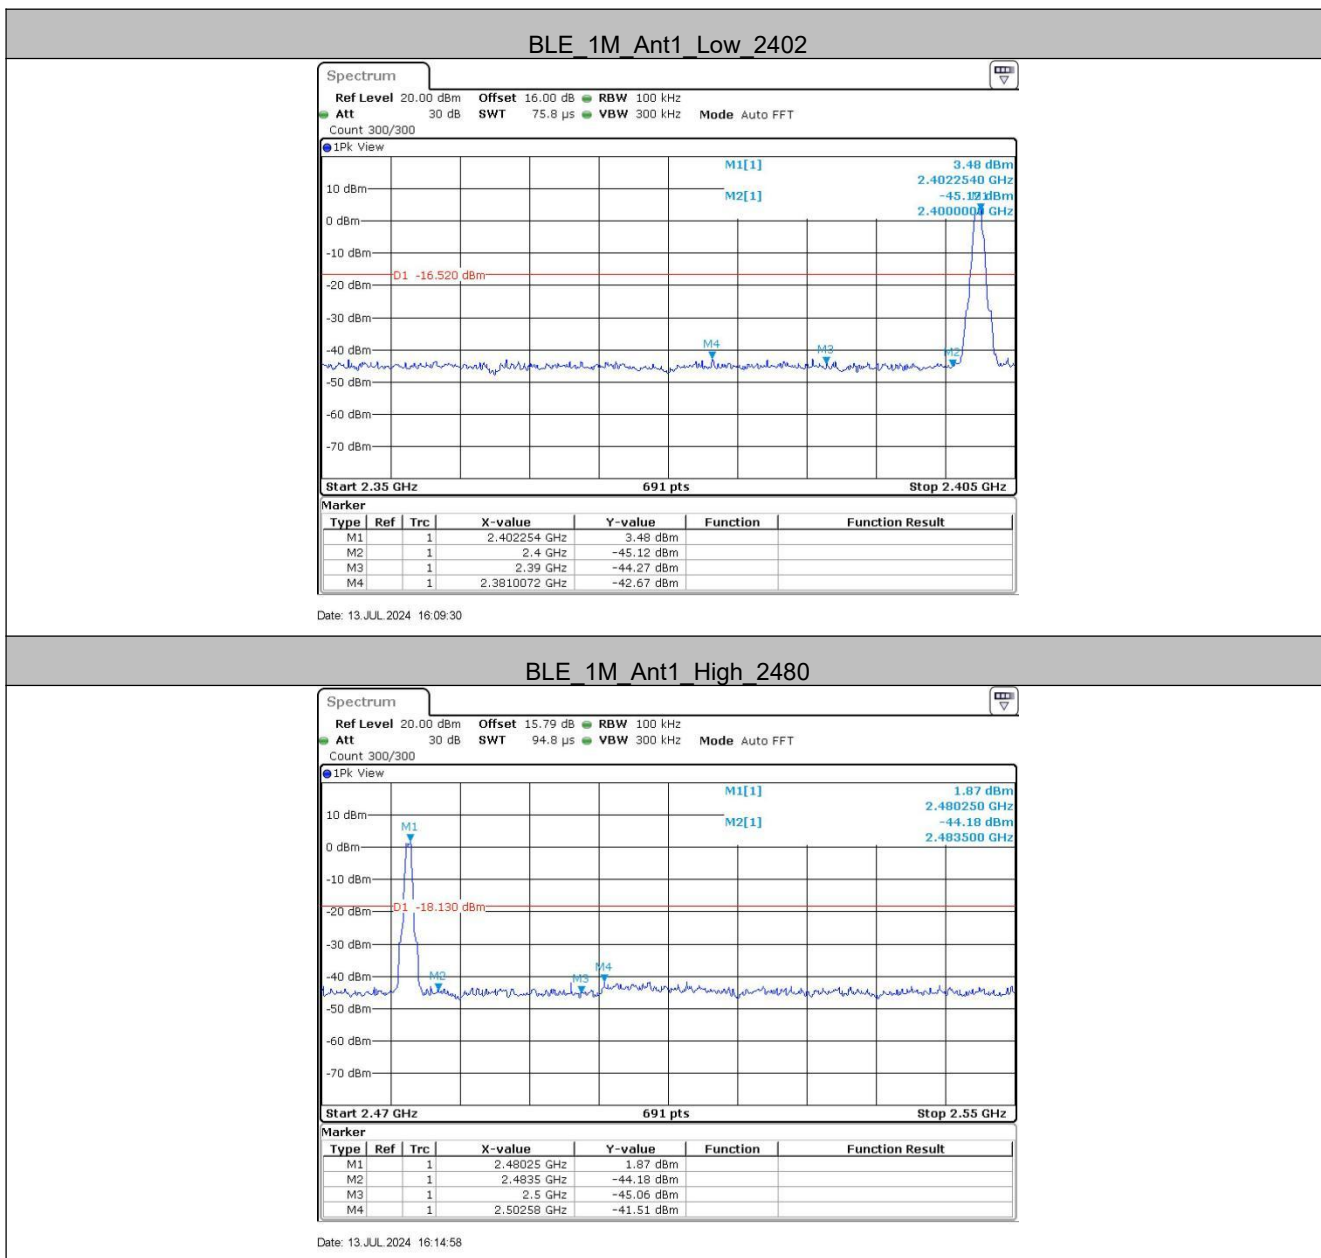 BLE_1M_Ant1_Low_2402
Spectrum
Ref Level 20.00 dBm Offset 16.00 dB RBW 100 kHz
Att 30 dB SWT 75.8 µs VBW 300 kHz Mode Auto FFT
Count 300/300
1Pk View
M1[1] 3.48 dBm
2.4022540 GHz
10 dBm
M2[1] -45.12 dBm
M1
2.4000000 GHz
0 dBm
-10 dBm
D1 -16.520 dBm
-20 dBm
-30 dBm
M4
M3
M2
-40 dBm
-50 dBm
-60 dBm
-70 dBm
Start 2.35 GHz 691 pts Stop 2.405 GHz
Marker
Type Ref Trc X-value Y-value Function Function Result
M1 1 2.402254 GHz 3.48 dBm
M2 1 2.4 GHz -45.12 dBm
M3 1 2.39 GHz -44.27 dBm
M4 1 2.3810072 GHz -42.67 dBm
Date: 13.JUL.2024 16:09:30
BLE_1M_Ant1_High_2480
Spectrum
Ref Level 20.00 dBm Offset 15.79 dB RBW 100 kHz
Att 30 dB SWT 94.8 µs VBW 300 kHz Mode Auto FFT
Count 300/300
1Pk View
M1[1] 1.87 dBm
2.480250 GHz
10 dBm
M2[1] -44.18 dBm
M1
2.483500 GHz
0 dBm
-10 dBm
D1 -18.130 dBm
-20 dBm
-30 dBm
M4
-40 dBm
M2
M3
-50 dBm
-60 dBm
-70 dBm
Start 2.47 GHz 691 pts Stop 2.55 GHz
Marker
Type Ref Trc X-value Y-value Function Function Result
M1 1 2.48025 GHz 1.87 dBm
M2 1 2.4835 GHz -44.18 dBm
M3 1 2.5 GHz -45.06 dBm
M4 1 2.50258 GHz -41.51 dBm
Date: 13.JUL.2024 16:14:58